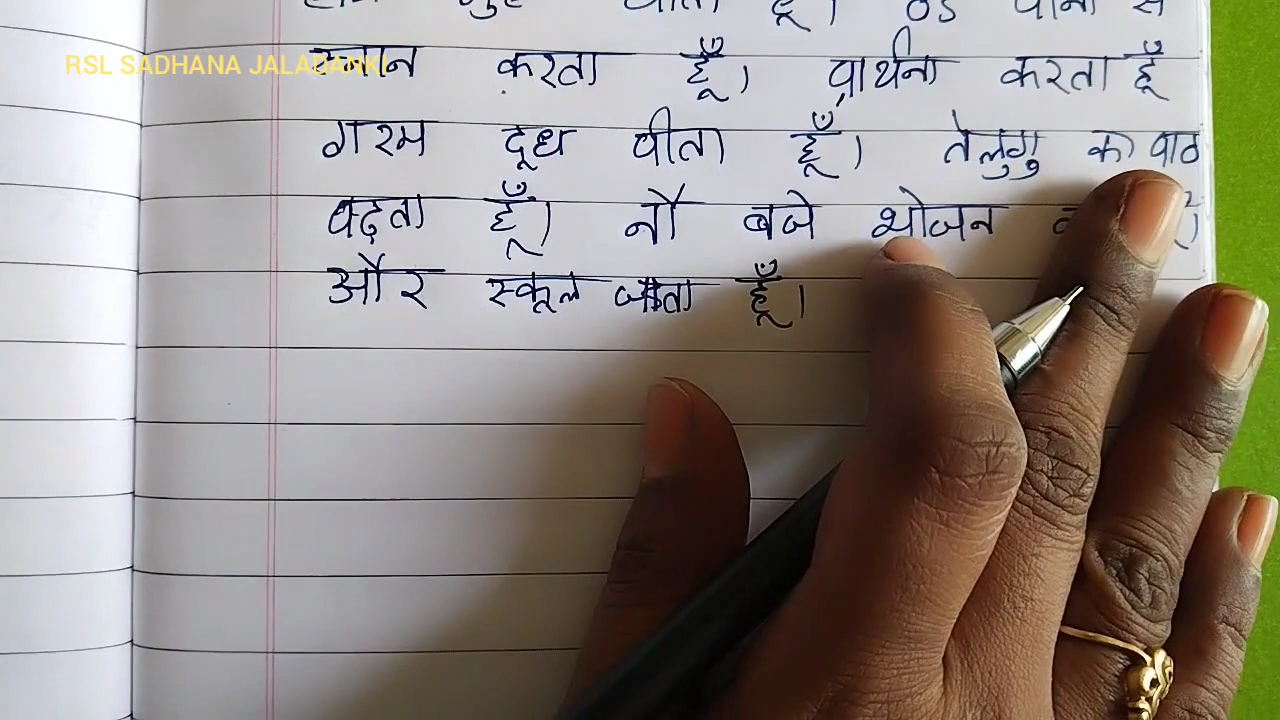 हूँ। ठंडे पानी से
RSL SADHANA JALADANKI
स्नान करता हूँ। प्रार्थना करता हूँ
गरम दूध पीता हूँ। तेलुगु का पाठ
पढ़ता हूँ। नौ बजे भोजन
और स्कूल जाता हूँ।